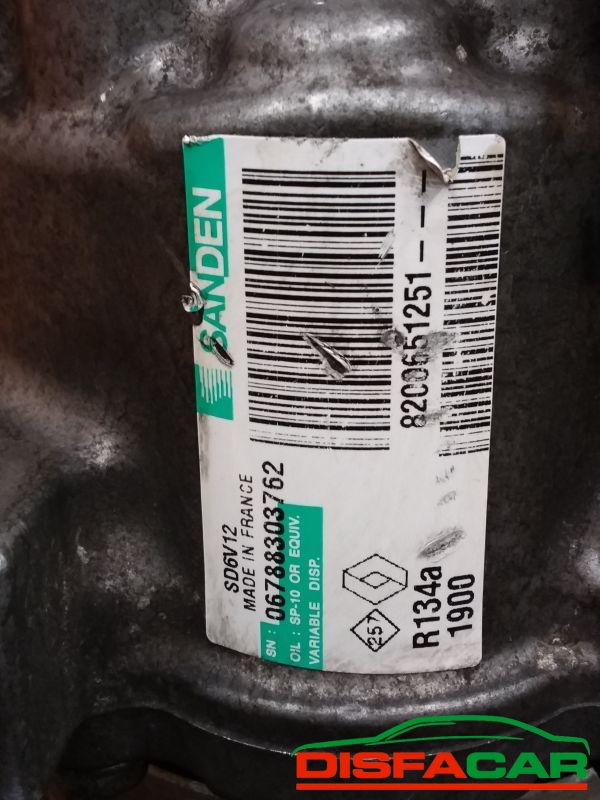 SANDEN
8200651251---
SD6V12
MADE IN FRANCE
SN : 06788303762
OIL : SP-10 OR EQUIV.
VARIABLE DISP.
257
R134a
1900
DISFACAR